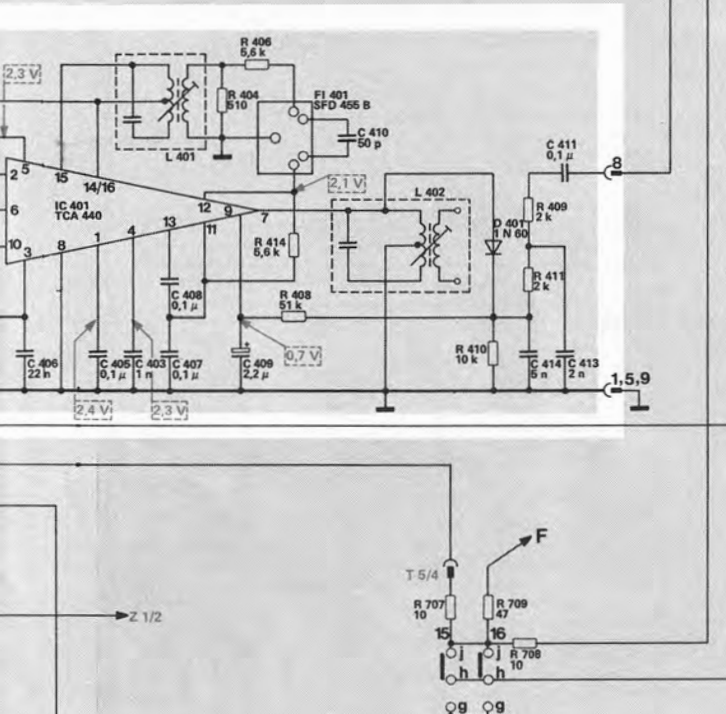 2,3 V
R 406
5,6 k
R 404
510
FI 401
SFD 455 B
C 410
50 p
L 401
C 411
0,1 µ
8
2
5
15
14/16
2,1 V
L 402
IC 401
TCA 440
6
12
9
7
D 401
1 N 60
R 409
2 k
10
3
8
1
4
13
11
R 414
5,6 k
R 411
2 k
C 408
0,1 µ
R 408
51 k
C 406
22 n
C 405
0,1 µ
C 403
1 n
C 407
0,1 µ
+
C 409
2,2 µ
0,7 V
R 410
10 k
C 414
5 n
C 413
2 n
1,5,9
2,4 V
2,3 V
F
T 5/4
R 707
10
R 709
47
Z 1/2
15
16
R 708
10
j
j
h
h
g
g